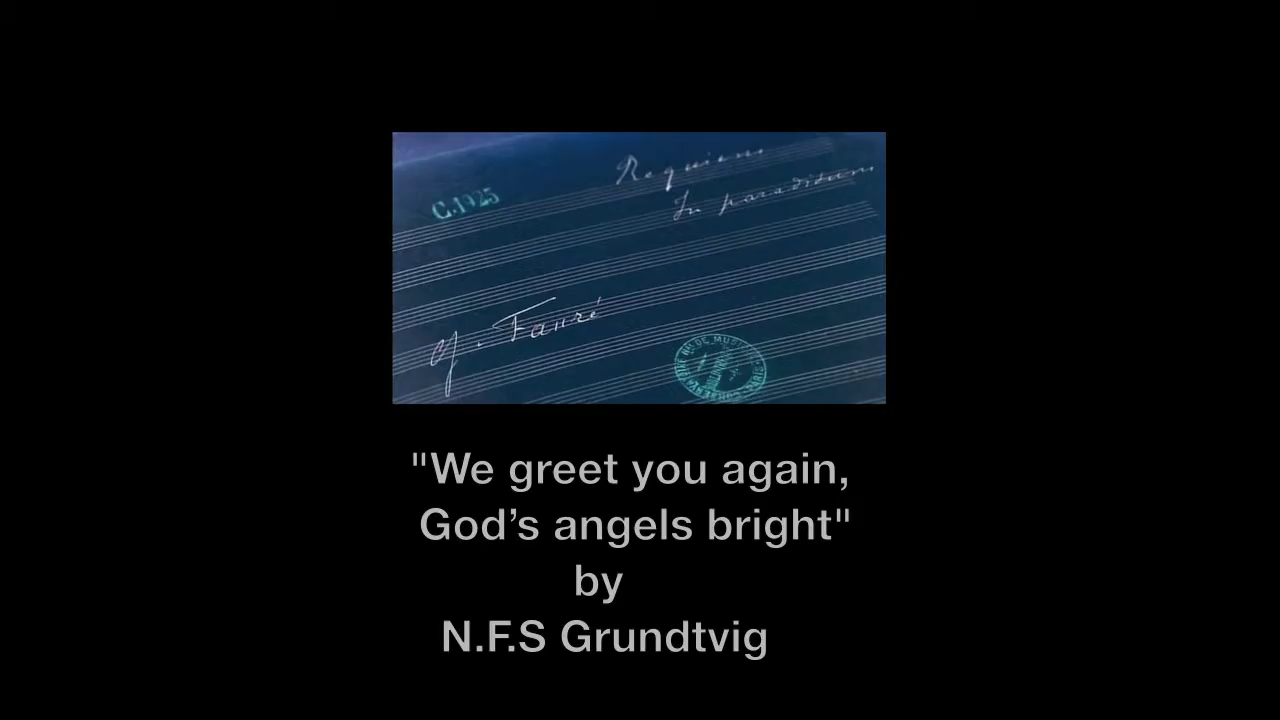 Requiem
In paradisum
C.1925
G. Fauré
"We greet you again,
God’s angels bright"
by
N.F.S Grundtvig